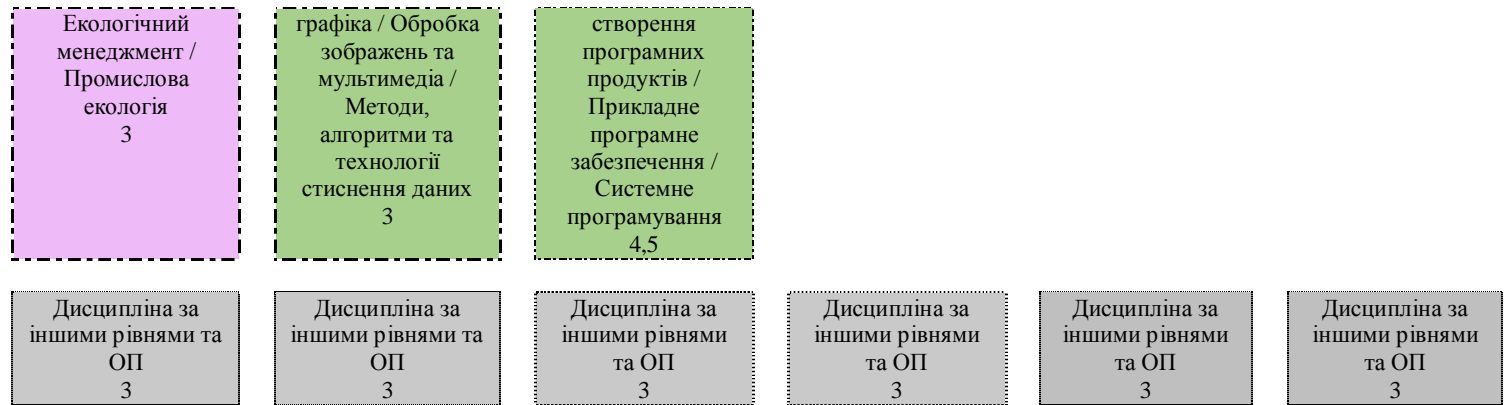 Екологічний
менеджмент /
Промислова
екологія
3
графіка / Обробка
зображень та
мультимедіа /
Методи,
алгоритми та
технології
стиснення даних
3
створення
програмних
продуктів /
Прикладне
програмне
забезпечення /
Системне
програмування
4,5
Дисципліна за
іншими рівнями та
ОП
3
Дисципліна за
іншими рівнями та
ОП
3
Дисципліна за
іншими рівнями
та ОП
3
Дисципліна за
іншими рівнями
та ОП
3
Дисципліна за
іншими рівнями
та ОП
3
Дисципліна за
іншими рівнями
та ОП
3